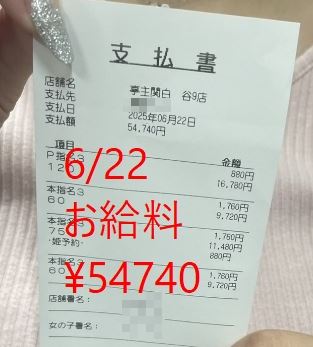 支 払 書
店舗名 亭主関白 谷9店
支払先
支払日 2025年06月22日
支払額 54,740円
項目 金額
P指名3 880円
120 16,780円
6/22
本指名3 1,760円
60 9,720円
お給料
本指名3 1,760円
75 11,480円
-姫予約- 880円
¥54740
本指名3 1,760円
60 9,720円
店舗署名:
女の子署名: